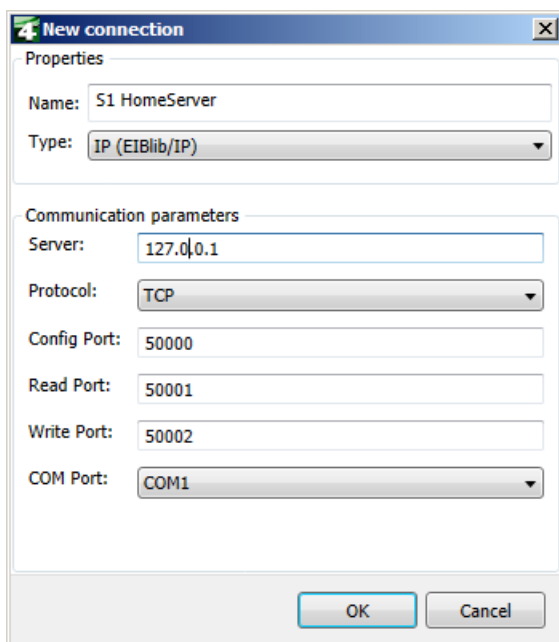 4 New connection
Properties
Name: S1 HomeServer
Type: IP (EIBlib/IP)
Communication parameters
Server: 127.0.0.1
Protocol: TCP
Config Port: 50000
Read Port: 50001
Write Port: 50002
COM Port: COM1
OK Cancel